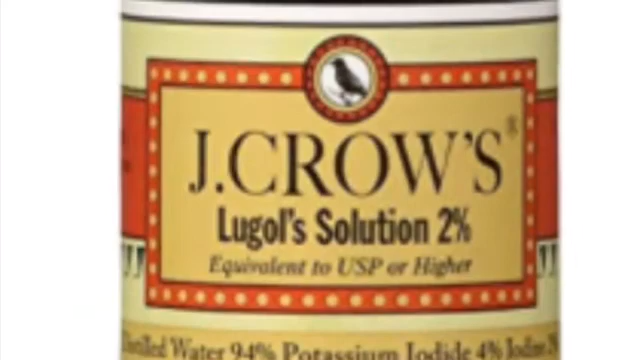 J.CROW'S®
Lugol's Solution 2%
Equivalent to USP or Higher
Distilled Water 94% Potassium Iodide 4% Iodine